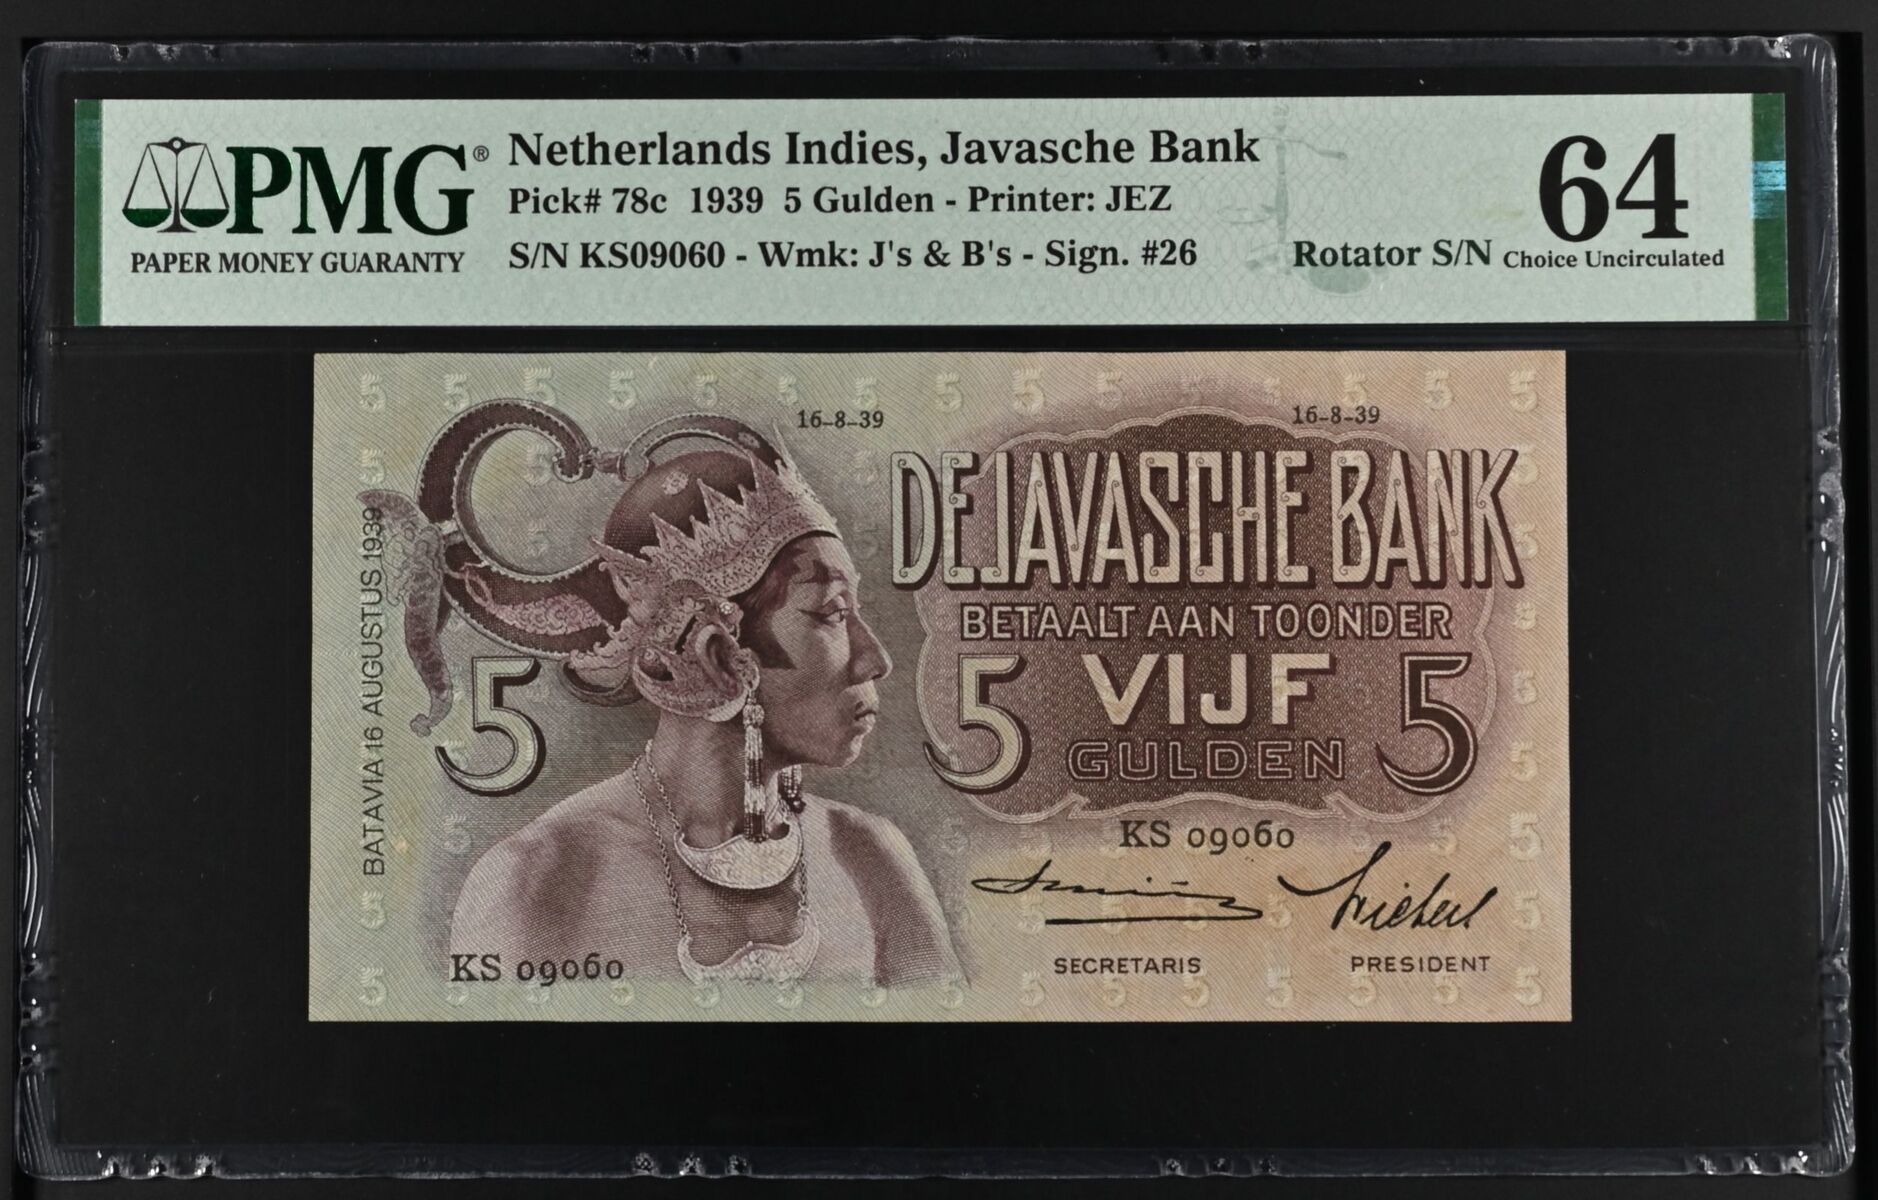 PMG®
PAPER MONEY GUARANTY
Netherlands Indies, Javasche Bank
Pick# 78c 1939 5 Gulden - Printer: JEZ
S/N KS09060 - Wmk: J's & B's - Sign. #26
Rotator S/N
64
Choice Uncirculated
16-8-39
16-8-39
DE JAVASCHE BANK
BETAALT AAN TOONDER
5 VIJF 5
GULDEN
5
BATAVIA 16 AUGUSTUS 1939
KS 09060
KS 09060
SECRETARIS
PRESIDENT